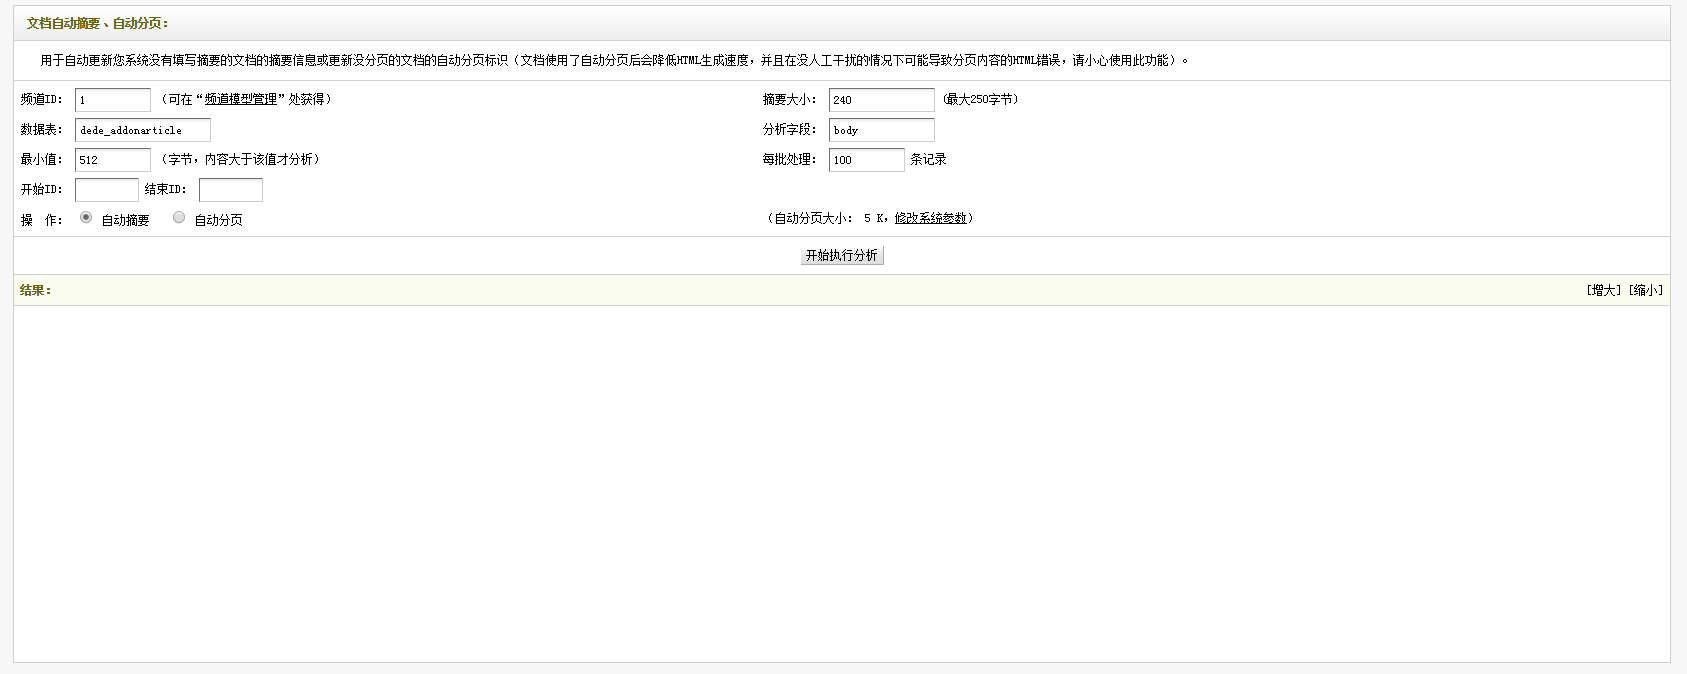 文档自动摘要、自动分页：
用于自动更新您系统没有填写摘要的文档的摘要信息或更新没分页的文档的自动分页标识（文档使用了自动分页后会降低HTML生成速度，并且在没人工干扰的情况下可能导致分页内容的HTML错误，请小心使用此功能）。
频道ID： 1 （可在“频道模型管理”处获得） 摘要大小： 240 (最大250字节)
数据表： dede_addonarticle 分析字段： body
最小值： 512 （字节，内容大于该值才分析） 每批处理： 100 条记录
开始ID： 结束ID：
操　作： 自动摘要 自动分页 （自动分页大小： 5 K，修改系统参数）
开始执行分析
结果： [增大] [缩小]